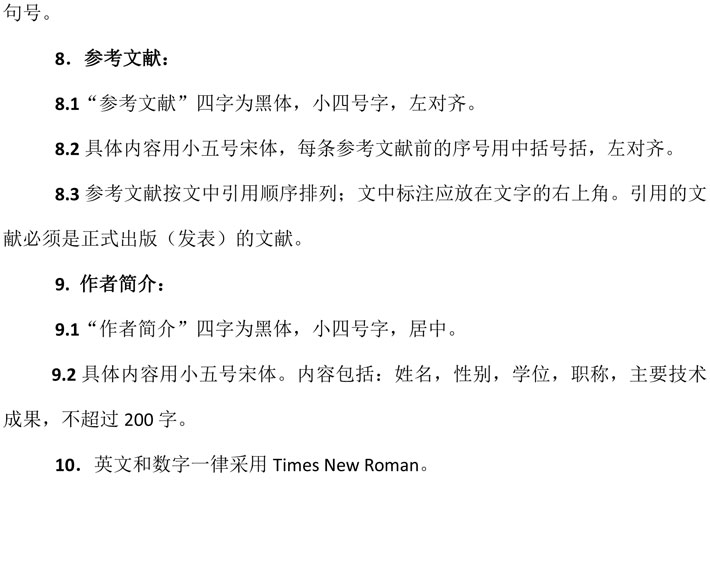 句号。
8．参考文献：
8.1“参考文献”四字为黑体，小四号字，左对齐。
8.2 具体内容用小五号宋体，每条参考文献前的序号用中括号括，左对齐。
8.3 参考文献按文中引用顺序排列；文中标注应放在文字的右上角。引用的文
献必须是正式出版（发表）的文献。
9. 作者简介：
9.1“作者简介”四字为黑体，小四号字，居中。
9.2 具体内容用小五号宋体。内容包括：姓名，性别，学位，职称，主要技术
成果，不超过 200 字。
10．英文和数字一律采用 Times New Roman。